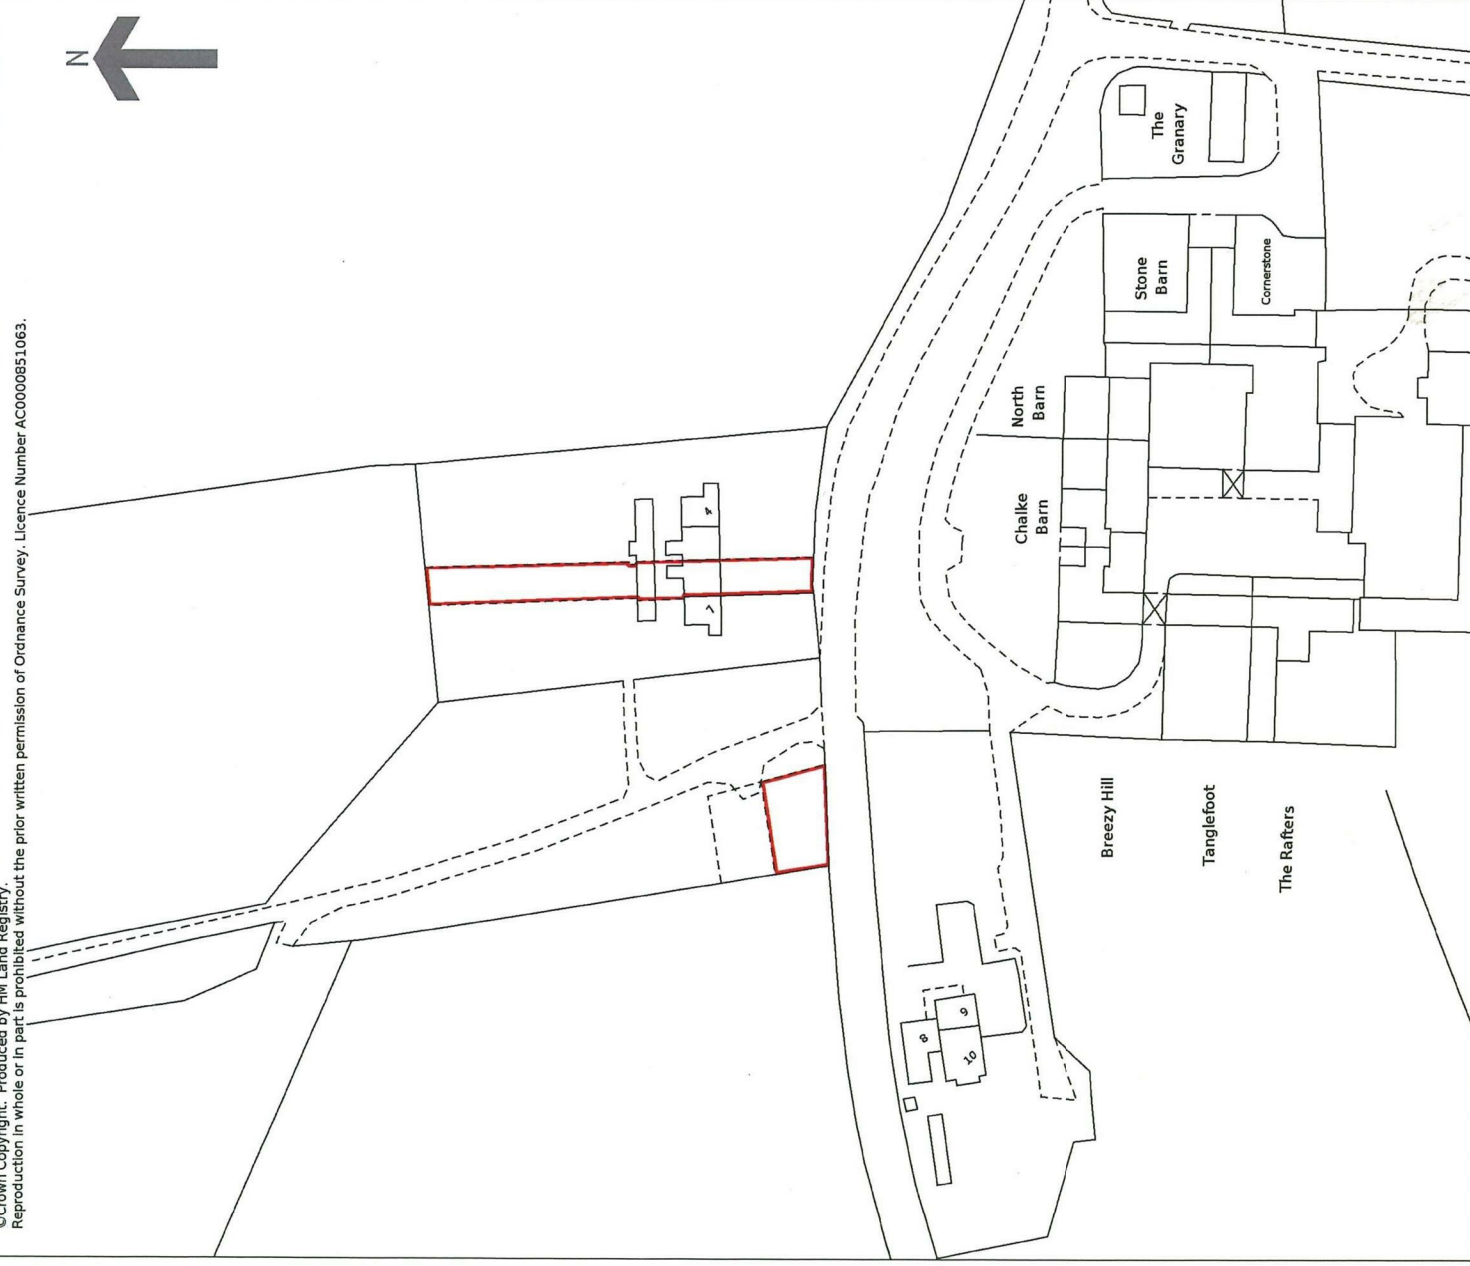 ©Crown Copyright. Produced by HM Land Registry.
Reproduction in whole or in part is prohibited without the prior written permission of Ordnance Survey. Licence Number AC0000851063.
N
The
Granary
Stone
Barn
Cornerstone
North
Barn
Chalke
Barn
4
7
Breezy Hill
Tanglefoot
The Rafters
8
9
10